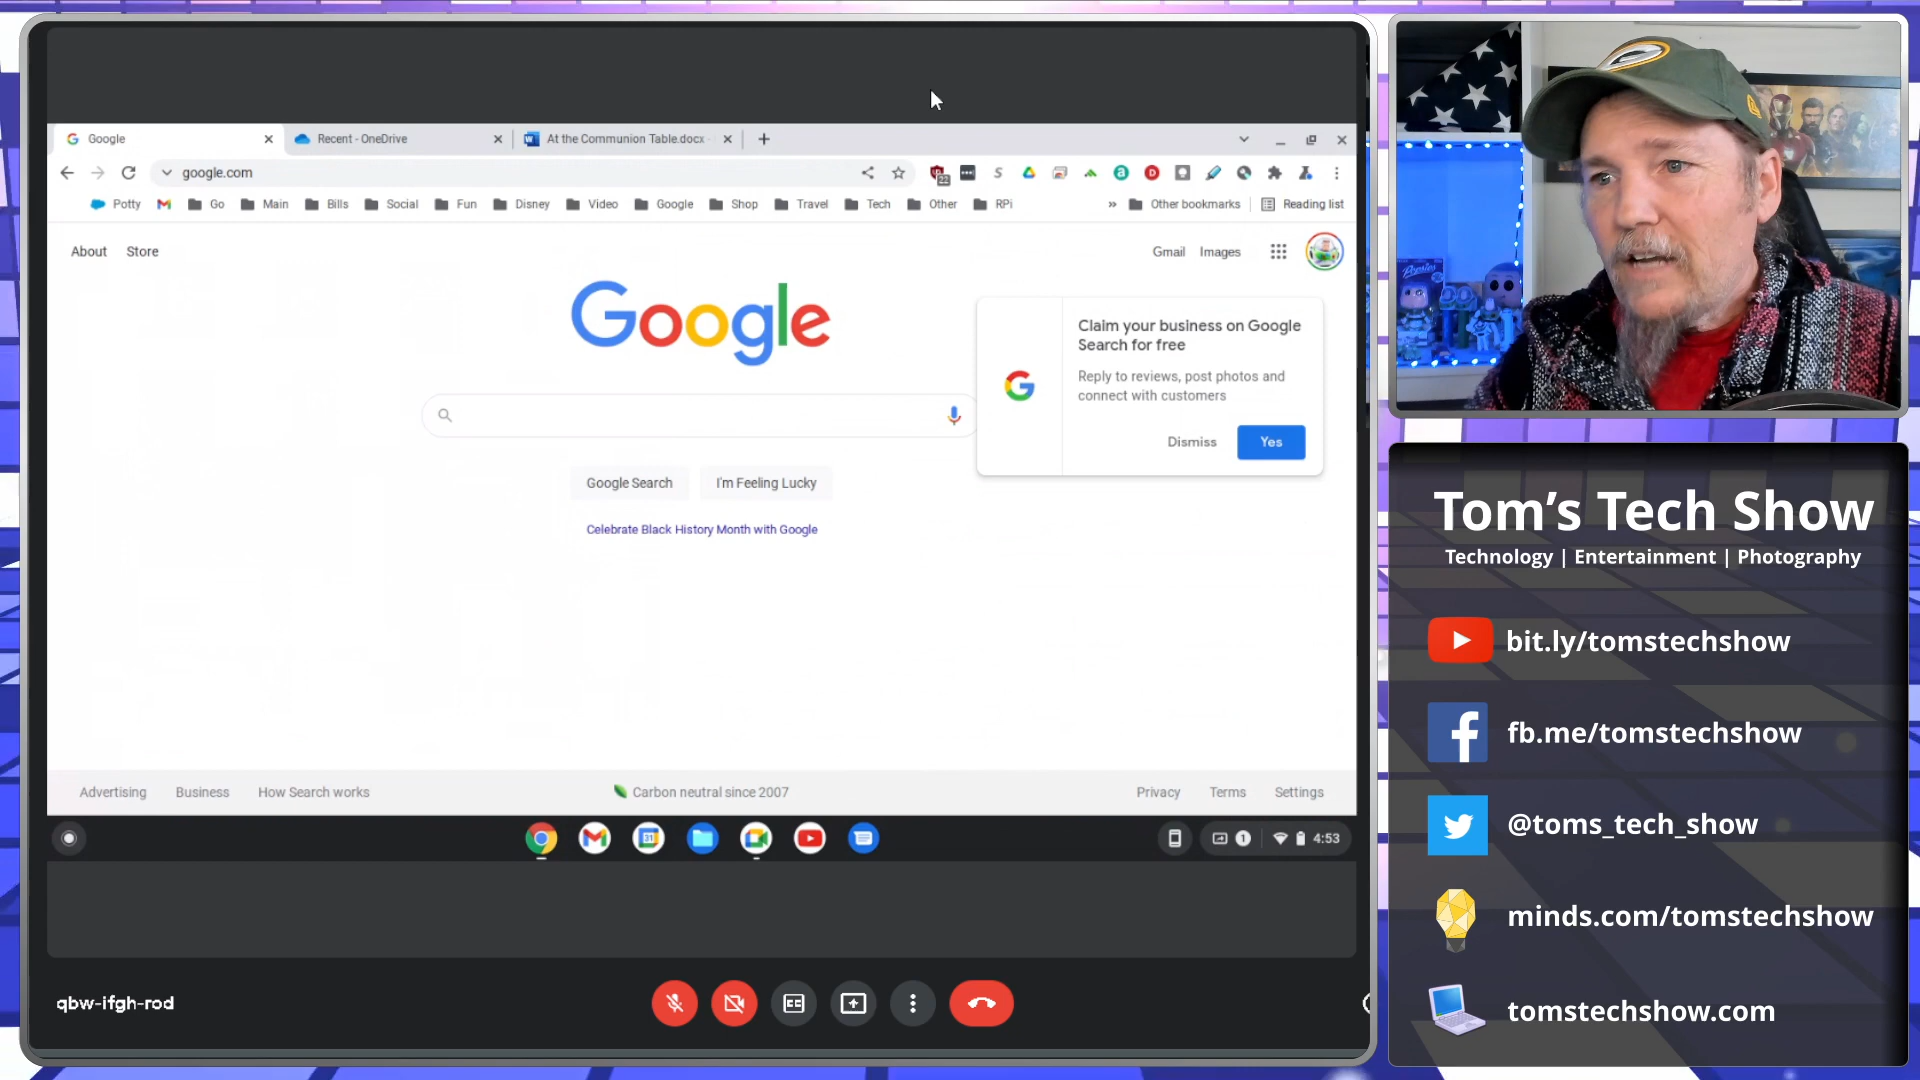 Google
Recent - OneDrive
At the Communion Table.docx
google.com
22
Potty
Go
Main
Bills
Social
Fun
Disney
Video
Google
Shop
Travel
Tech
Other
RPi
»
Other bookmarks
Reading list
About
Store
Gmail
Images
Google
Claim your business on Google
Search for free
Reply to reviews, post photos and
connect with customers
Dismiss
Yes
Google Search
I'm Feeling Lucky
Celebrate Black History Month with Google
Advertising
Business
How Search works
Carbon neutral since 2007
Privacy
Terms
Settings
31
1
4:53
qbw-ifgh-rod
Tom's Tech Show
Technology | Entertainment | Photography
bit.ly/tomstechshow
fb.me/tomstechshow
@toms_tech_show
minds.com/tomstechshow
tomstechshow.com